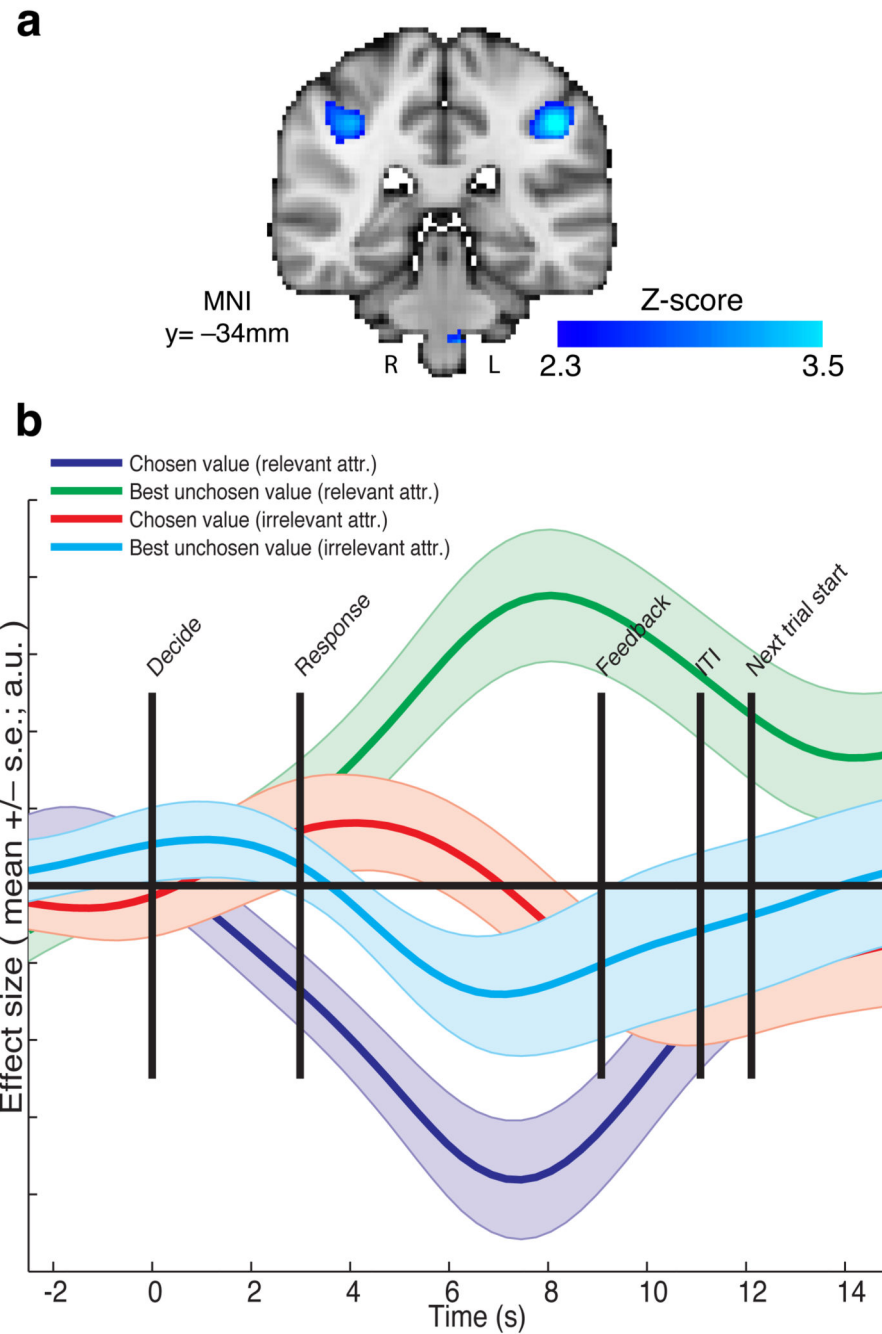 a
MNI
y= –34mm
R
L
Z-score
2.3
3.5
b
Chosen value (relevant attr.)
Best unchosen value (relevant attr.)
Chosen value (irrelevant attr.)
Best unchosen value (irrelevant attr.)
Decide
Response
Feedback
ITI
Next trial start
Effect size ( mean +/– s.e.; a.u. )
-2
0
2
4
6
8
10
12
14
Time (s)